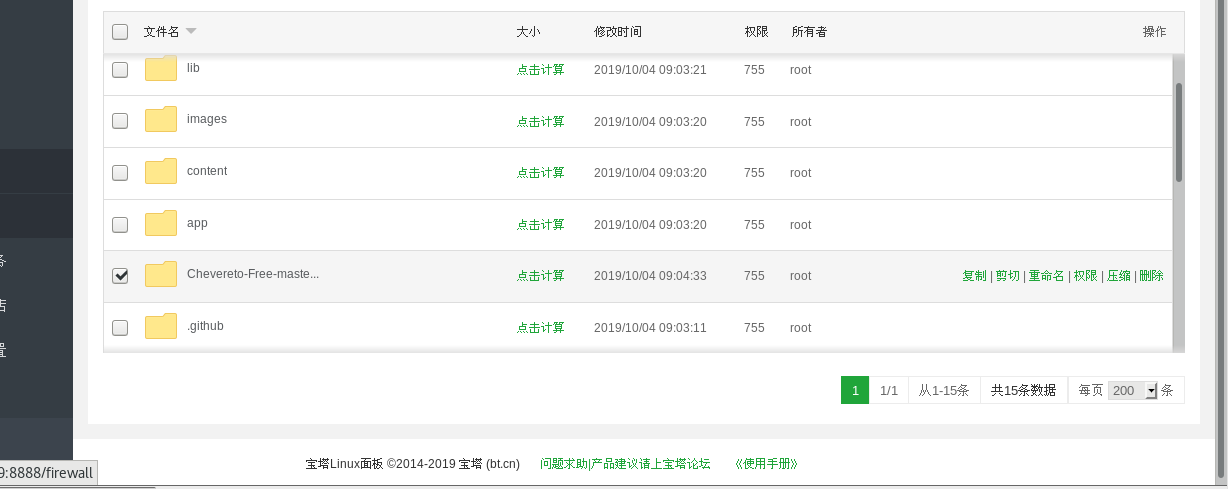 文件名 大小 修改时间 权限 所有者 操作
lib 点击计算 2019/10/04 09:03:21 755 root
images 点击计算 2019/10/04 09:03:20 755 root
content 点击计算 2019/10/04 09:03:20 755 root
app 点击计算 2019/10/04 09:03:20 755 root
务
Chevereto-Free-maste... 点击计算 2019/10/04 09:04:33 755 root 复制 | 剪切 | 重命名 | 权限 | 压缩 | 删除
店
.github 点击计算 2019/10/04 09:03:11 755 root
置
1 1/1 从1-15条 共15条数据 每页 200 条
宝塔Linux面板 ©2014-2019 宝塔 (bt.cn) 问题求助|产品建议请上宝塔论坛 《使用手册》
9:8888/firewall